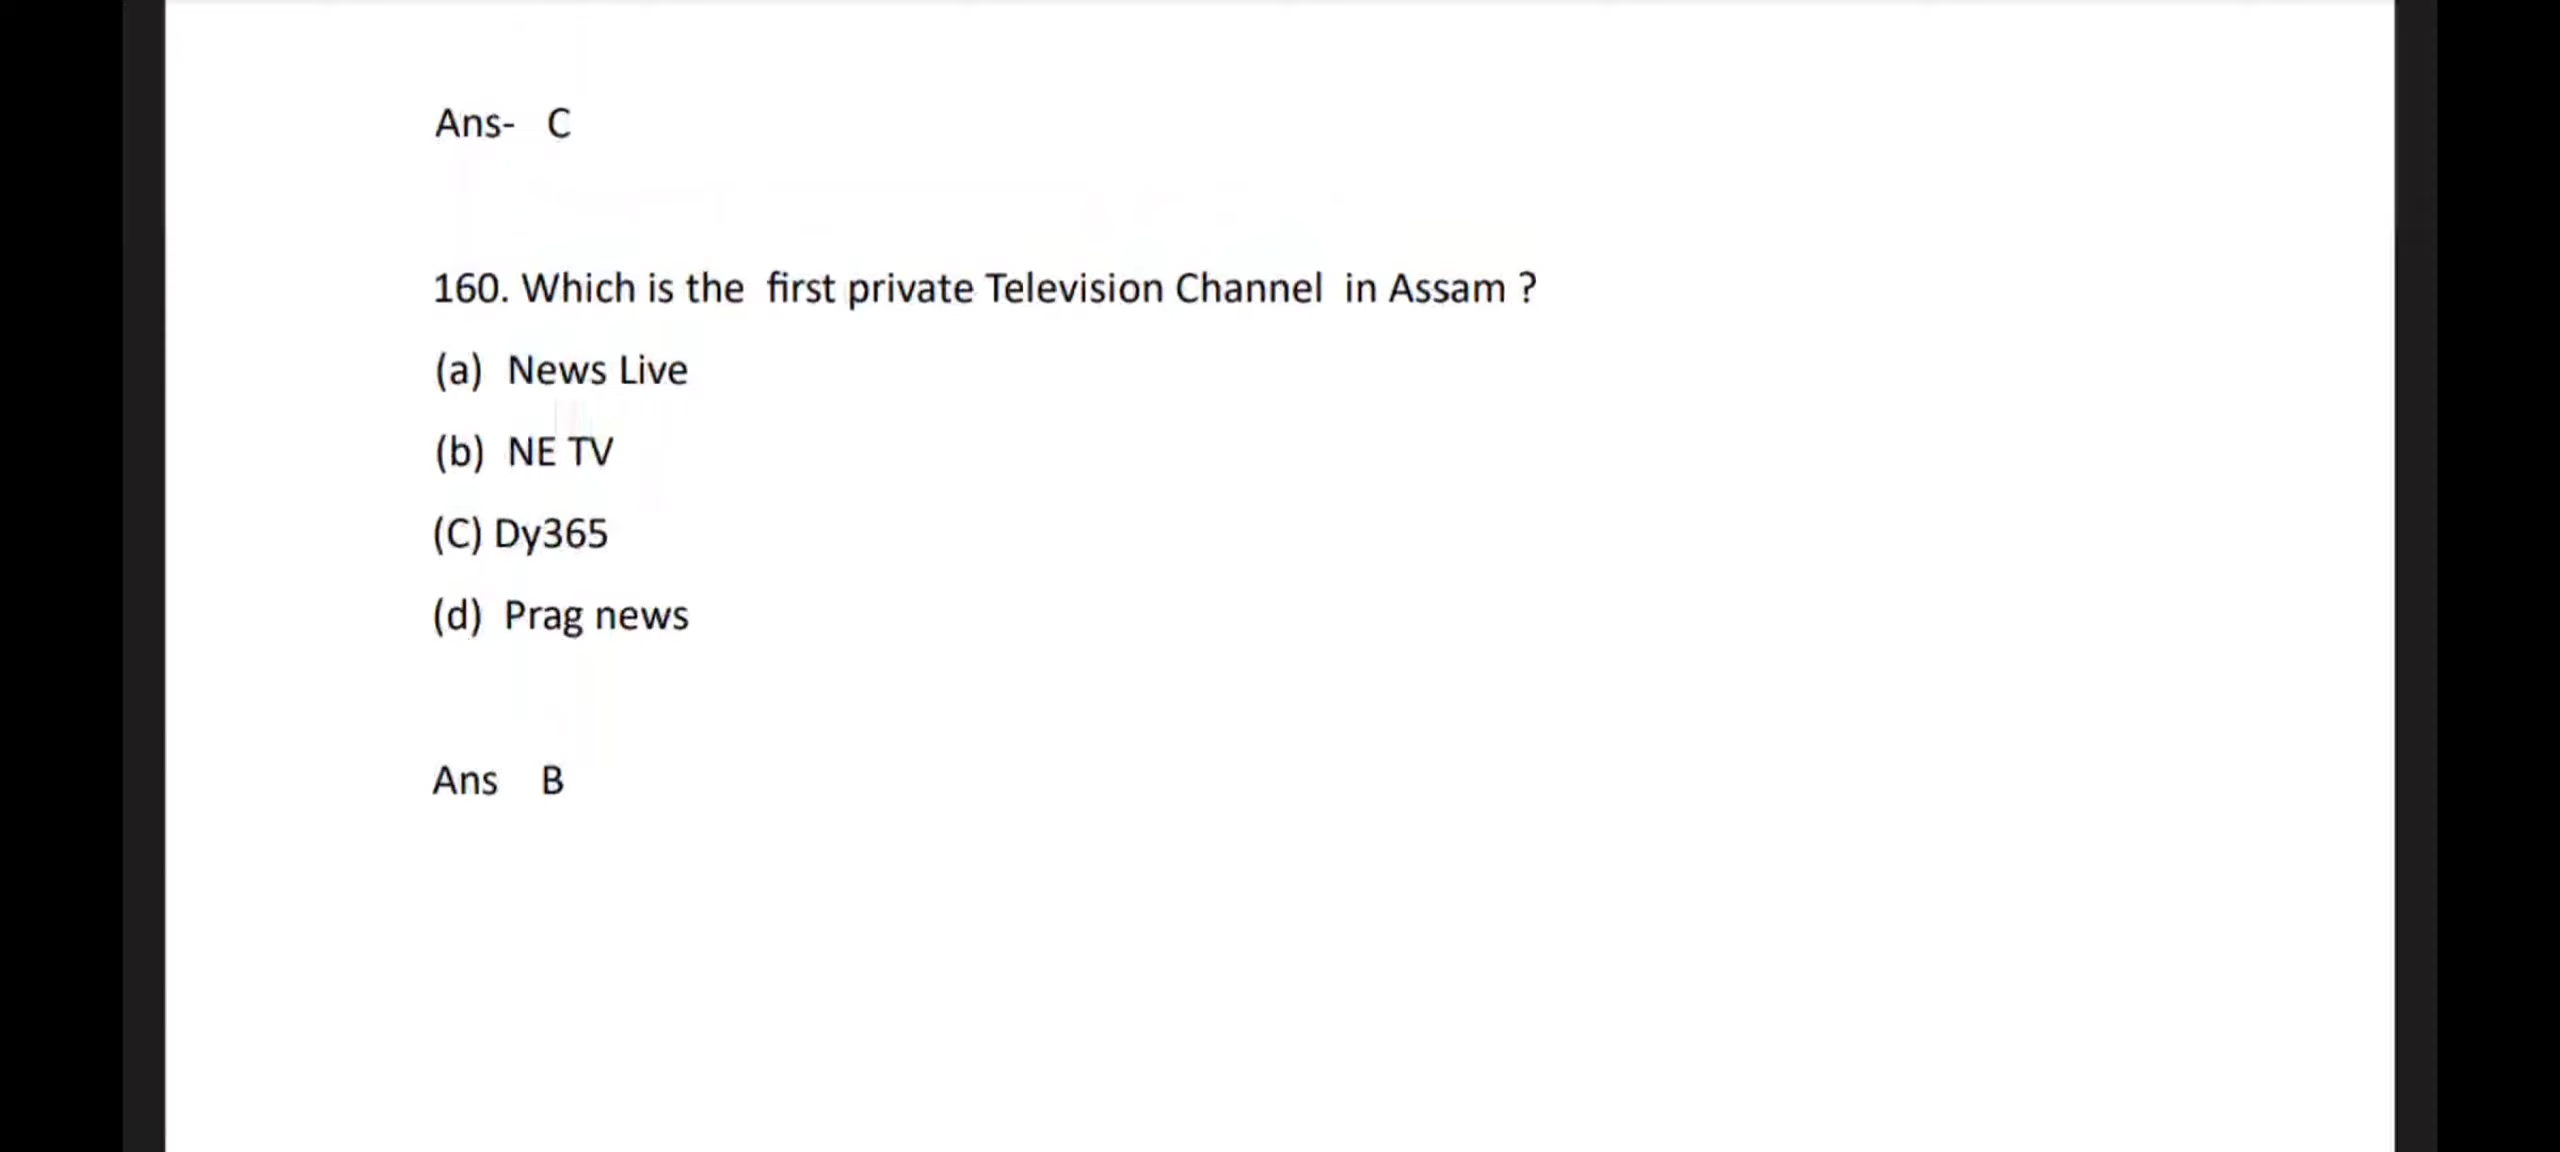 Ans- C
160. Which is the first private Television Channel in Assam ?
(a) News Live
(b) NE TV
(C) Dy365
(d) Prag news
Ans B